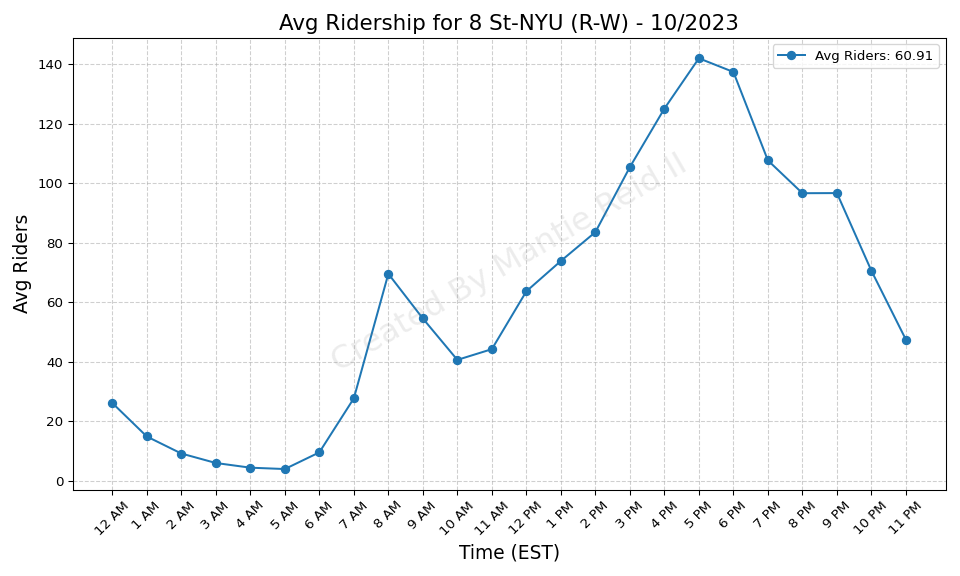 Avg Ridership for 8 St-NYU (R-W) - 10/2023
Avg Riders: 60.91
140
120
100
80
60
40
20
0
Avg Riders
Created By Mantle Reid II
12 AM
1 AM
2 AM
3 AM
4 AM
5 AM
6 AM
7 AM
8 AM
9 AM
10 AM
11 AM
12 PM
1 PM
2 PM
3 PM
4 PM
5 PM
6 PM
7 PM
8 PM
9 PM
10 PM
11 PM
Time (EST)